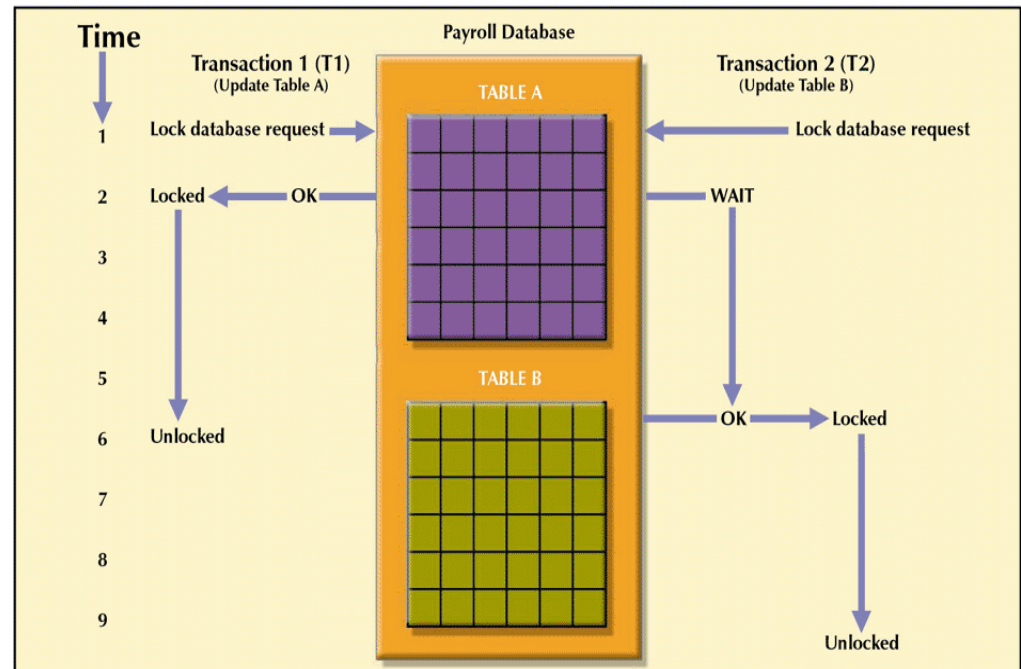 Time
Payroll Database
Transaction 1 (T1)
(Update Table A)
Transaction 2 (T2)
(Update Table B)
TABLE A
1 Lock database request Lock database request
2 Locked OK WAIT
3
4
5 TABLE B
OK Locked
6 Unlocked
7
8
9
Unlocked